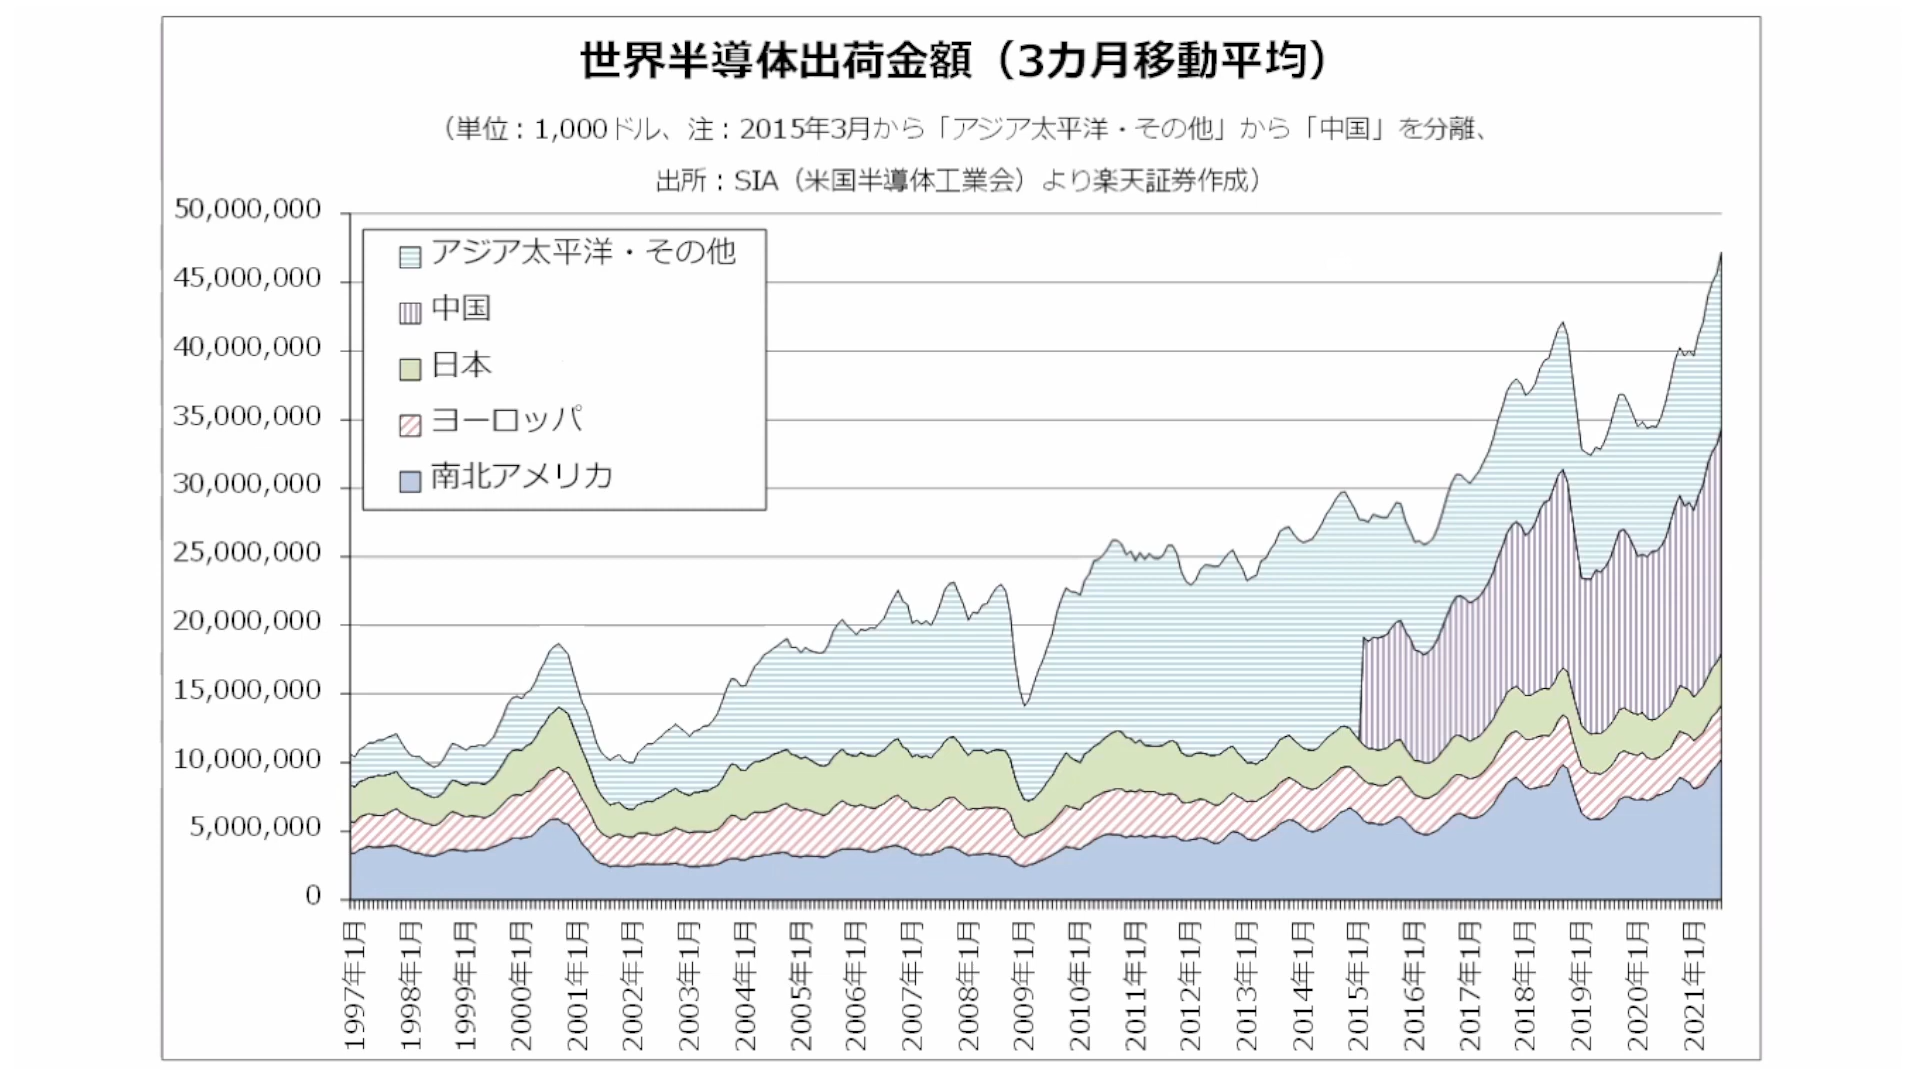 世界半導体出荷金額（3カ月移動平均）
（単位：1,000ドル、注：2015年3月から「アジア太平洋・その他」から「中国」を分離、
出所：SIA（米国半導体工業会）より楽天証券作成）
50,000,000
45,000,000
40,000,000
35,000,000
30,000,000
25,000,000
20,000,000
15,000,000
10,000,000
5,000,000
0
アジア太平洋・その他
中国
日本
ヨーロッパ
南北アメリカ
1997年1月
1998年1月
1999年1月
2000年1月
2001年1月
2002年1月
2003年1月
2004年1月
2005年1月
2006年1月
2007年1月
2008年1月
2009年1月
2010年1月
2011年1月
2012年1月
2013年1月
2014年1月
2015年1月
2016年1月
2017年1月
2018年1月
2019年1月
2020年1月
2021年1月